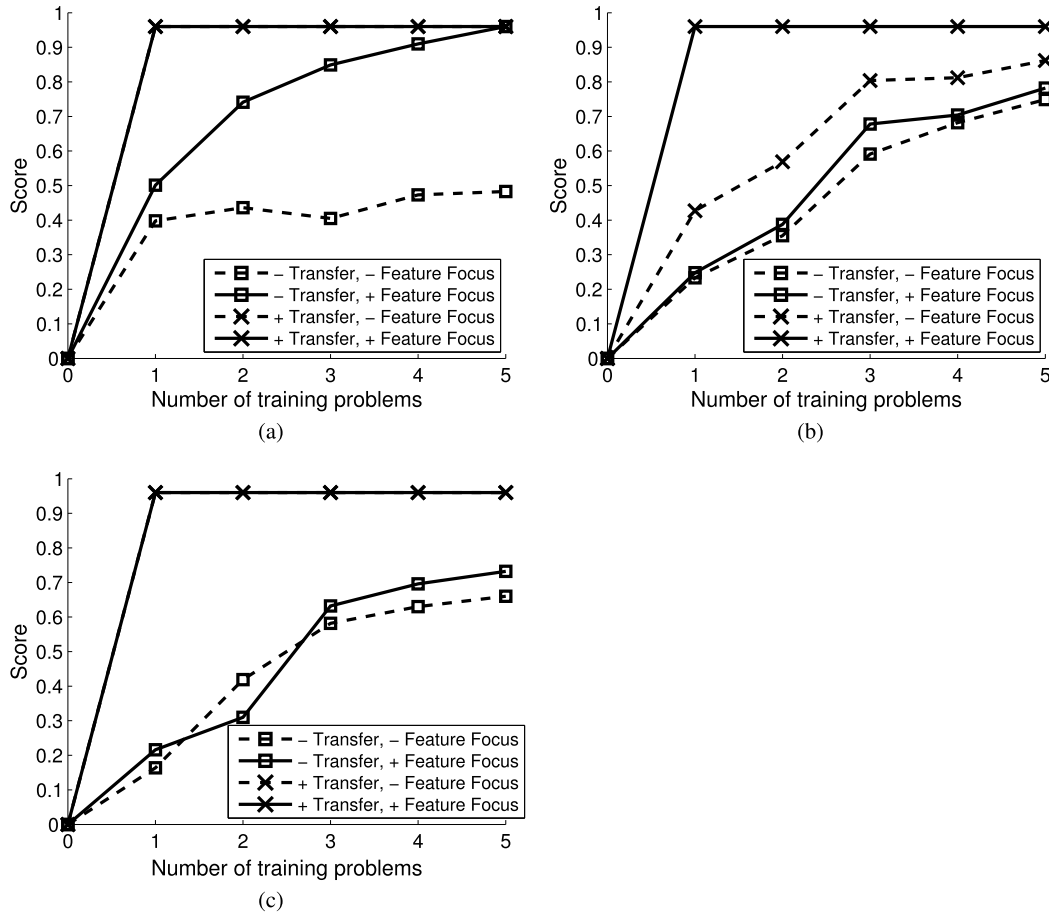 1
0.9
0.8
0.7
0.6
0.5
0.4
0.3
0.2
0.1
0
Score
– Transfer, – Feature Focus
– Transfer, + Feature Focus
+ Transfer, – Feature Focus
+ Transfer, + Feature Focus
0 1 2 3 4 5
Number of training problems
(a)
1
0.9
0.8
0.7
0.6
0.5
0.4
0.3
0.2
0.1
0
Score
– Transfer, – Feature Focus
– Transfer, + Feature Focus
+ Transfer, – Feature Focus
+ Transfer, + Feature Focus
0 1 2 3 4 5
Number of training problems
(b)
1
0.9
0.8
0.7
0.6
0.5
0.4
0.3
0.2
0.1
0
Score
– Transfer, – Feature Focus
– Transfer, + Feature Focus
+ Transfer, – Feature Focus
+ Transfer, + Feature Focus
0 1 2 3 4 5
Number of training problems
(c)